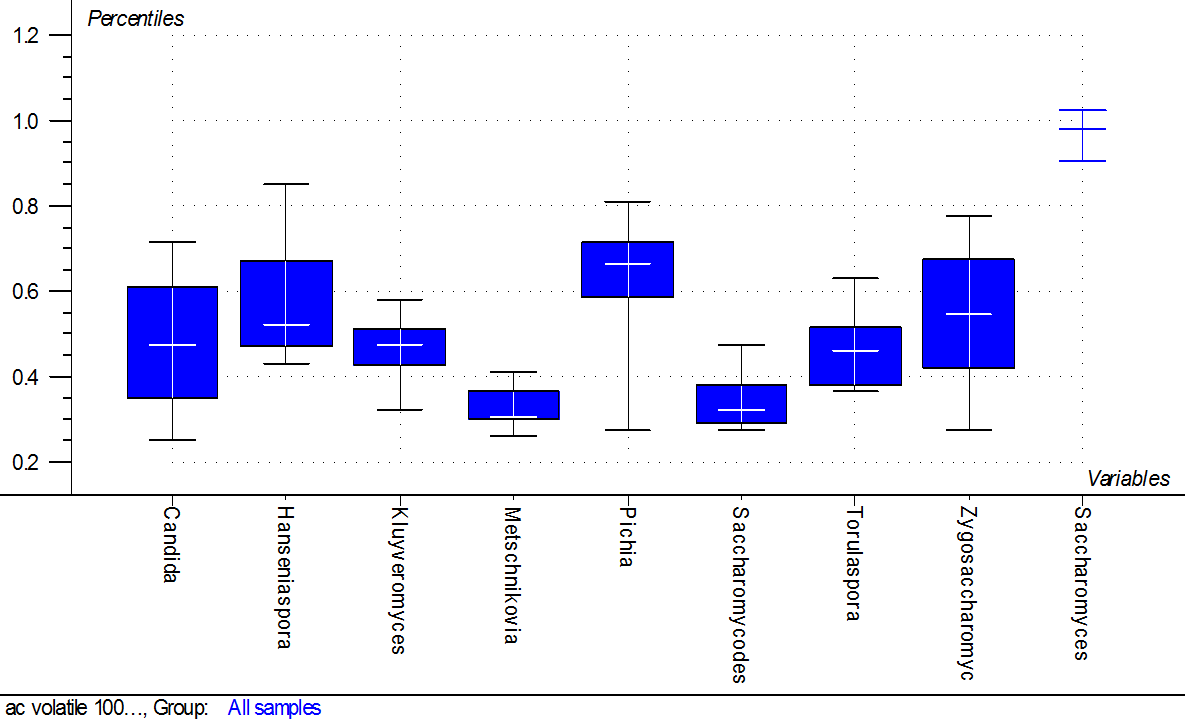 Percentiles
1.2
1.0
0.8
0.6
0.4
0.2
Variables
Candida
Hanseniaspora
Kluyveromyces
Metschnikovia
Pichia
Saccharomycodes
Torulaspora
Zygosaccharomyc
Saccharomyces
ac volatile 100..., Group: All samples